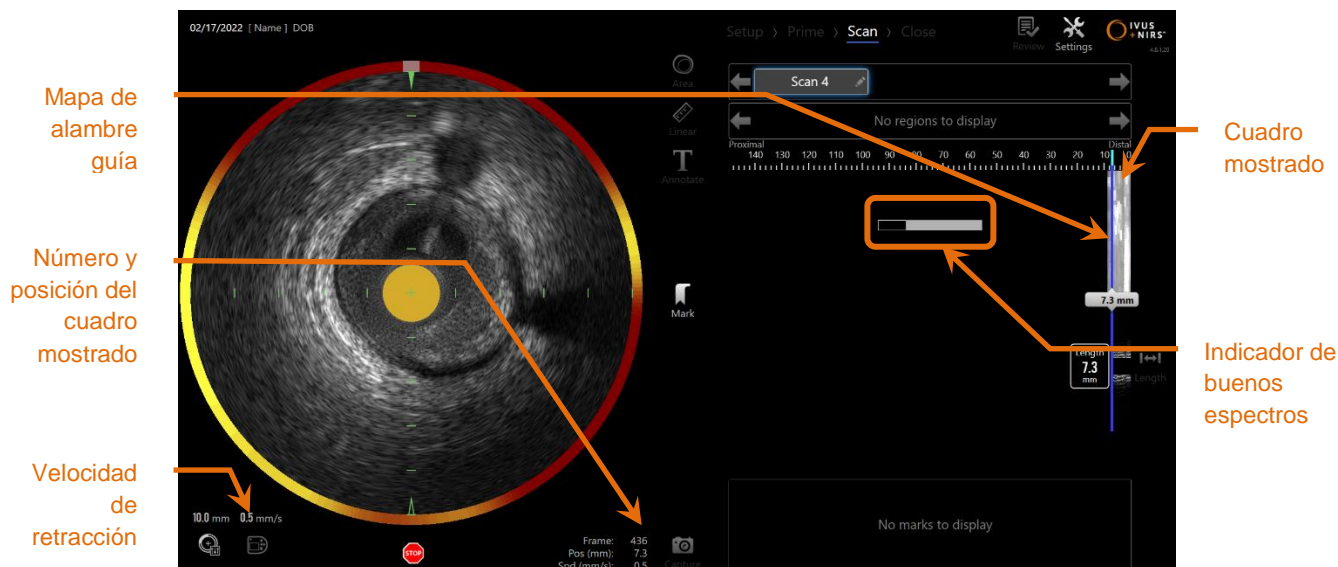 02/17/2022 [ Name ] DOB
Setup > Prime > Scan > Close
Review
Settings
IVUS
+NIRS
Area
Scan 4
Linear
No regions to display
Proximal
Distal
140 130 120 110 100 90 80 70 60 50 40 30 20 10 0
T
Annotate
Mapa de
alambre
guía
Cuadro
mostrado
Número y
posición del
cuadro
mostrado
Mark
7.3 mm
Length
7.3
mm
Length
Indicador de
buenos
espectros
Velocidad
de
retracción
10.0 mm 0.5 mm/s
STOP
Frame: 436
Pos (mm): 7.3
Spd (mm/s): 0.5
Capture
No marks to display